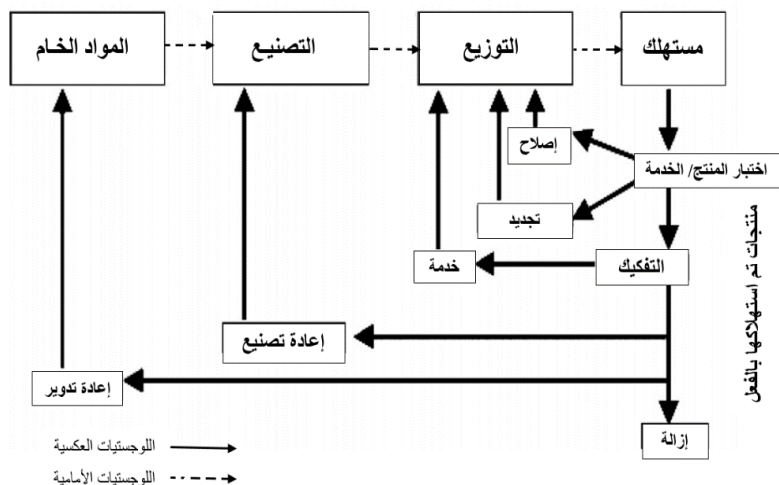 المواد الخام
التصنيع
التوزيع
مستهلك
إصلاح
اختبار المنتج/ الخدمة
تجديد
خدمة
التفكيك
منتجات تم استهلاكها بالفعل
إعادة تصنيع
إعادة تدوير
إزالة
اللوجستيات العكسية
اللوجستيات الأمامية